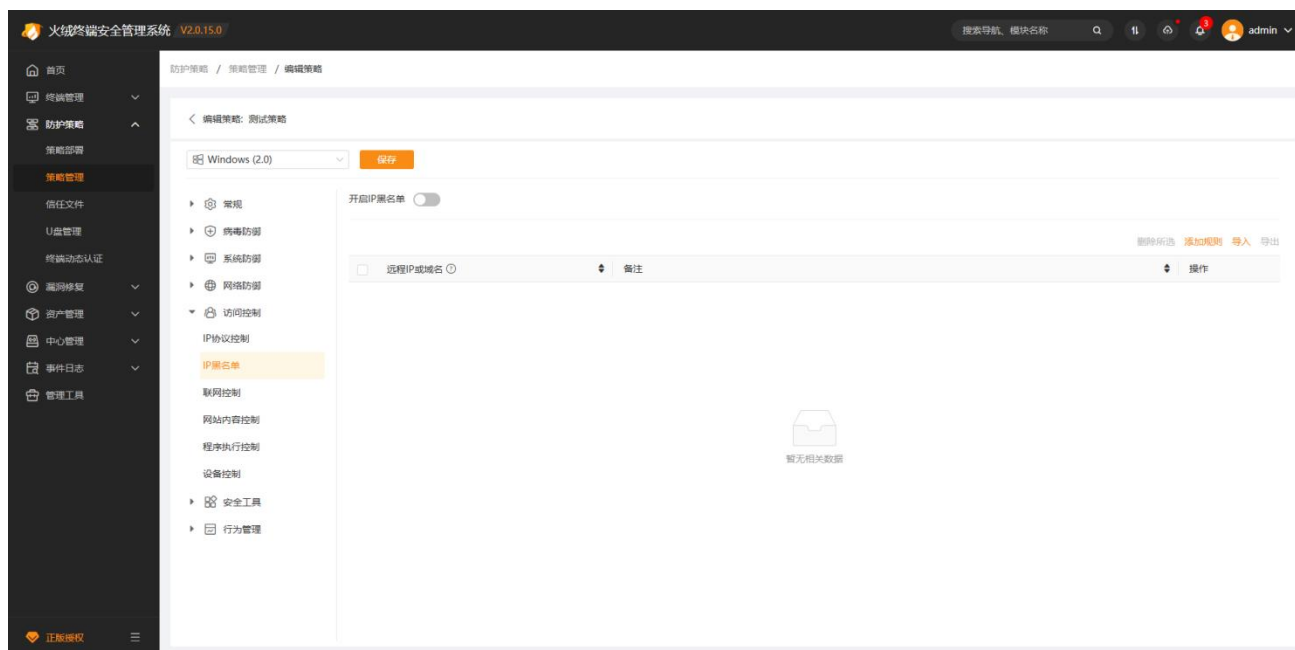 火绒终端安全管理系统 V2.0.15.0 搜索导航、模块名称 3 admin
首页
终端管理
防护策略
策略部署
策略管理
信任文件
U盘管理
终端动态认证
漏洞修复
资产管理
中心管理
事件日志
管理工具
正版授权
防护策略 / 策略管理 / 编辑策略
编辑策略: 测试策略
Windows (2.0) 保存
常规
病毒防御
系统防御
网络防御
访问控制
IP协议控制
IP黑名单
联网控制
网站内容控制
程序执行控制
设备控制
安全工具
行为管理
开启IP黑名单
删除所选 添加规则 导入 导出
远程IP或域名 备注 操作
暂无相关数据